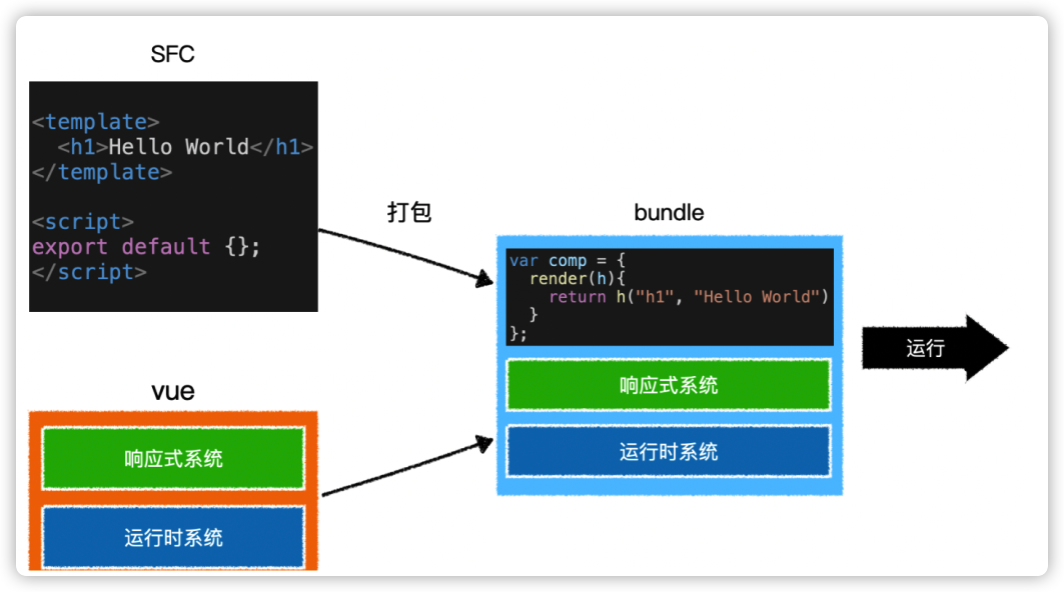 SFC
<template>
  <h1>Hello World</h1>
</template>
<script>
export default {};
</script>
打包
vue
响应式系统
运行时系统
bundle
var comp = {
  render(h){
    return h("h1", "Hello World")
  }
};
响应式系统
运行时系统
运行